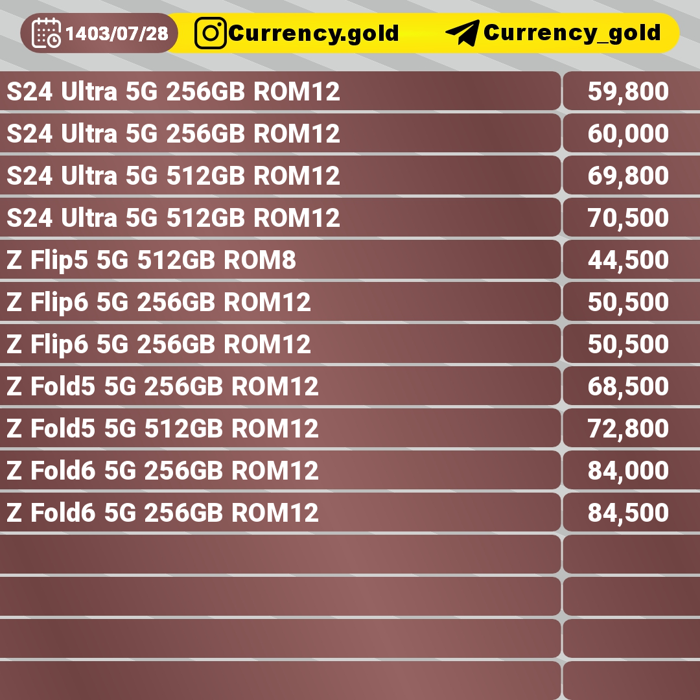 1403/07/28 Currency.gold Currency_gold
S24 Ultra 5G 256GB ROM12 59,800
S24 Ultra 5G 256GB ROM12 60,000
S24 Ultra 5G 512GB ROM12 69,800
S24 Ultra 5G 512GB ROM12 70,500
Z Flip5 5G 512GB ROM8 44,500
Z Flip6 5G 256GB ROM12 50,500
Z Flip6 5G 256GB ROM12 50,500
Z Fold5 5G 256GB ROM12 68,500
Z Fold5 5G 512GB ROM12 72,800
Z Fold6 5G 256GB ROM12 84,000
Z Fold6 5G 256GB ROM12 84,500